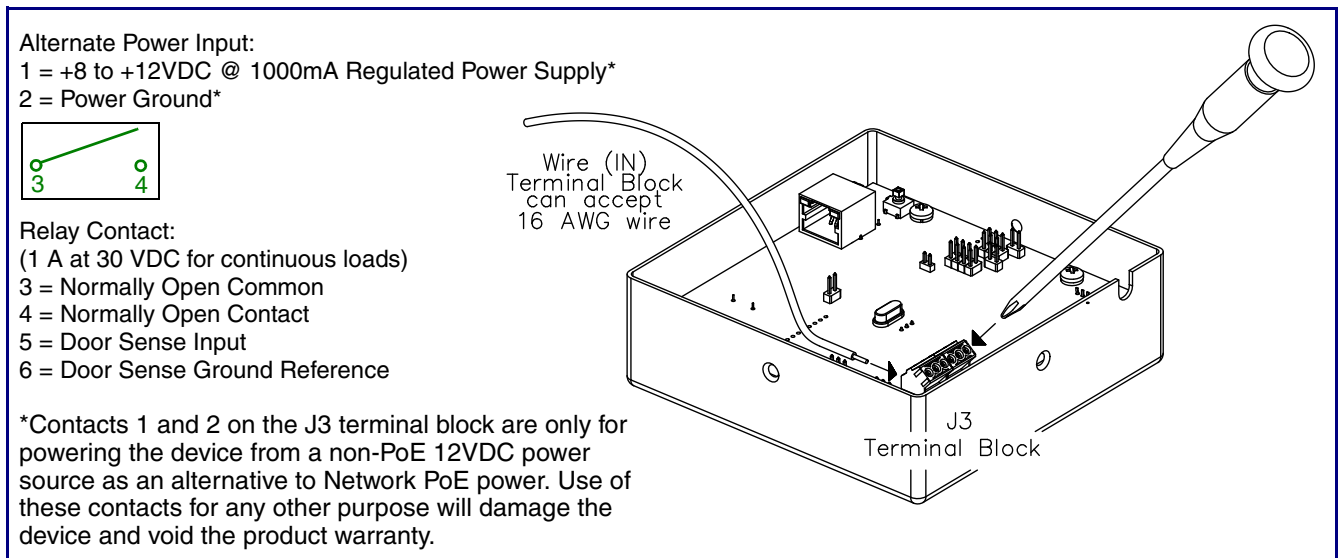 Alternate Power Input:
1 = +8 to +12VDC @ 1000mA Regulated Power Supply*
2 = Power Ground*
3 4
Relay Contact:
(1 A at 30 VDC for continuous loads)
3 = Normally Open Common
4 = Normally Open Contact
5 = Door Sense Input
6 = Door Sense Ground Reference
*Contacts 1 and 2 on the J3 terminal block are only for
powering the device from a non-PoE 12VDC power
source as an alternative to Network PoE power. Use of
these contacts for any other purpose will damage the
device and void the product warranty.
Wire (IN)
Terminal Block
can accept
16 AWG wire
J3
Terminal Block